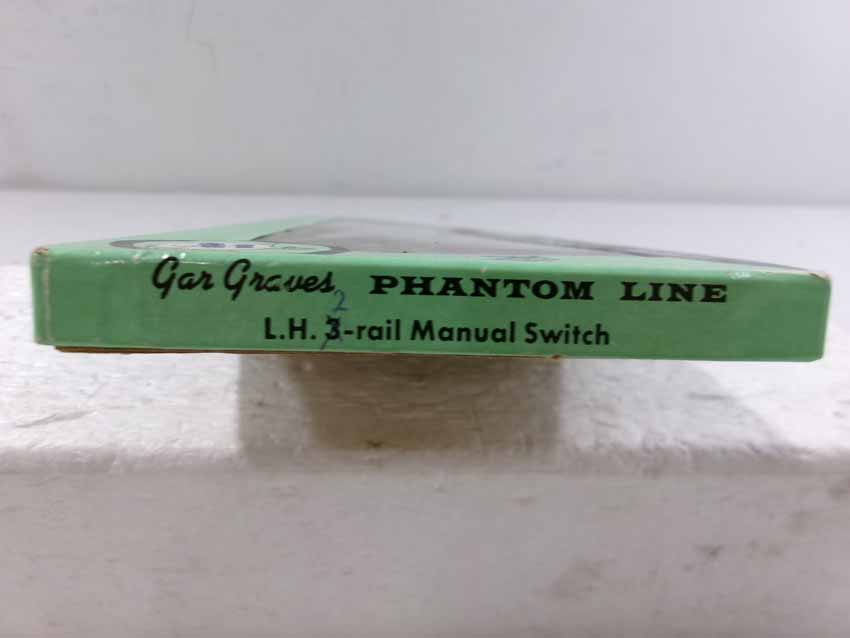 Gar Graves PHANTOM LINE
2
L.H. 3-rail Manual Switch